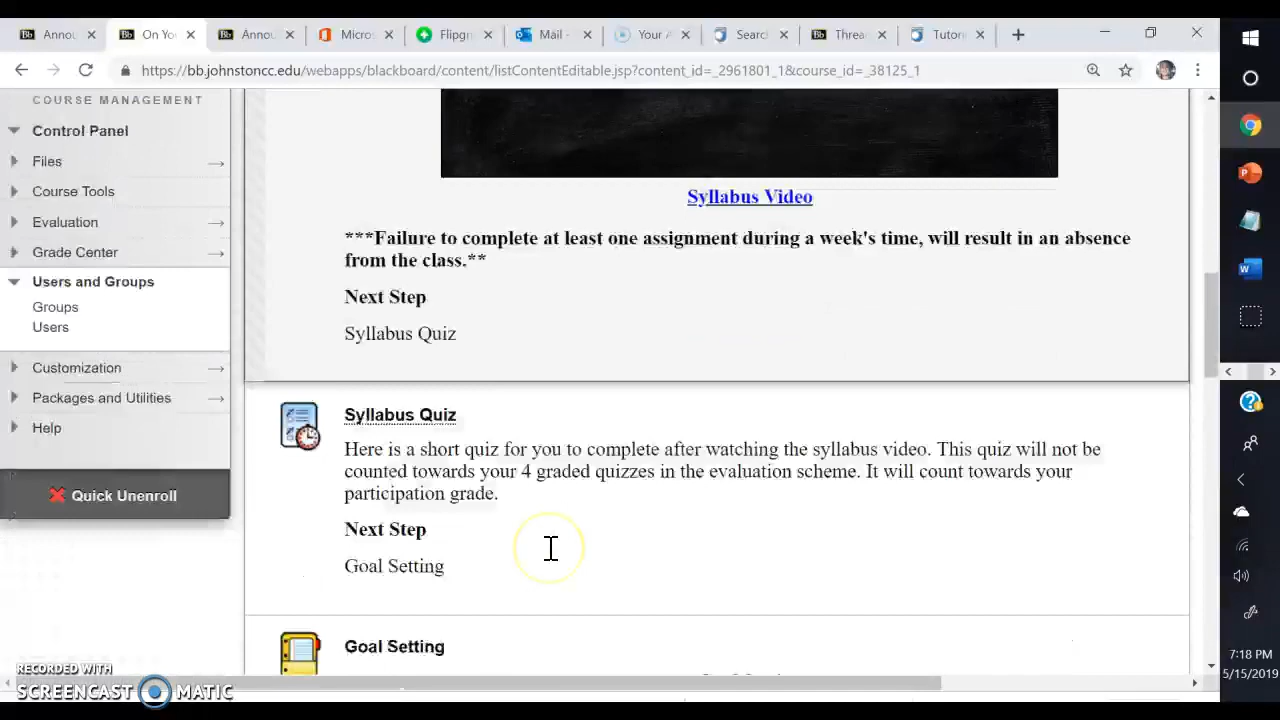 Annou
On You
Annou
Micros
Flipgr
Mail -
Your A
Search
Threa
Tutori
https://bb.johnstoncc.edu/webapps/blackboard/content/listContentEditable.jsp?content_id=_2961801_1&course_id=_38125_1
COURSE MANAGEMENT
Control Panel
Files
Course Tools
Evaluation
Grade Center
Users and Groups
Groups
Users
Customization
Packages and Utilities
Help
Quick Unenroll
Syllabus Video
***Failure to complete at least one assignment during a week's time, will result in an absence
from the class.**
Next Step
Syllabus Quiz
Syllabus Quiz
Here is a short quiz for you to complete after watching the syllabus video. This quiz will not be
counted towards your 4 graded quizzes in the evaluation scheme. It will count towards your
participation grade.
Next Step
Goal Setting
Goal Setting
RECORDED WITH
SCREENCAST MATIC
7:18 PM
5/15/2019